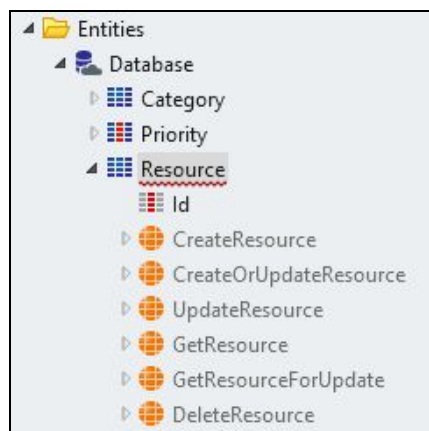 Entities
Database
Category
Priority
Resource
Id
CreateResource
CreateOrUpdateResource
UpdateResource
GetResource
GetResourceForUpdate
DeleteResource